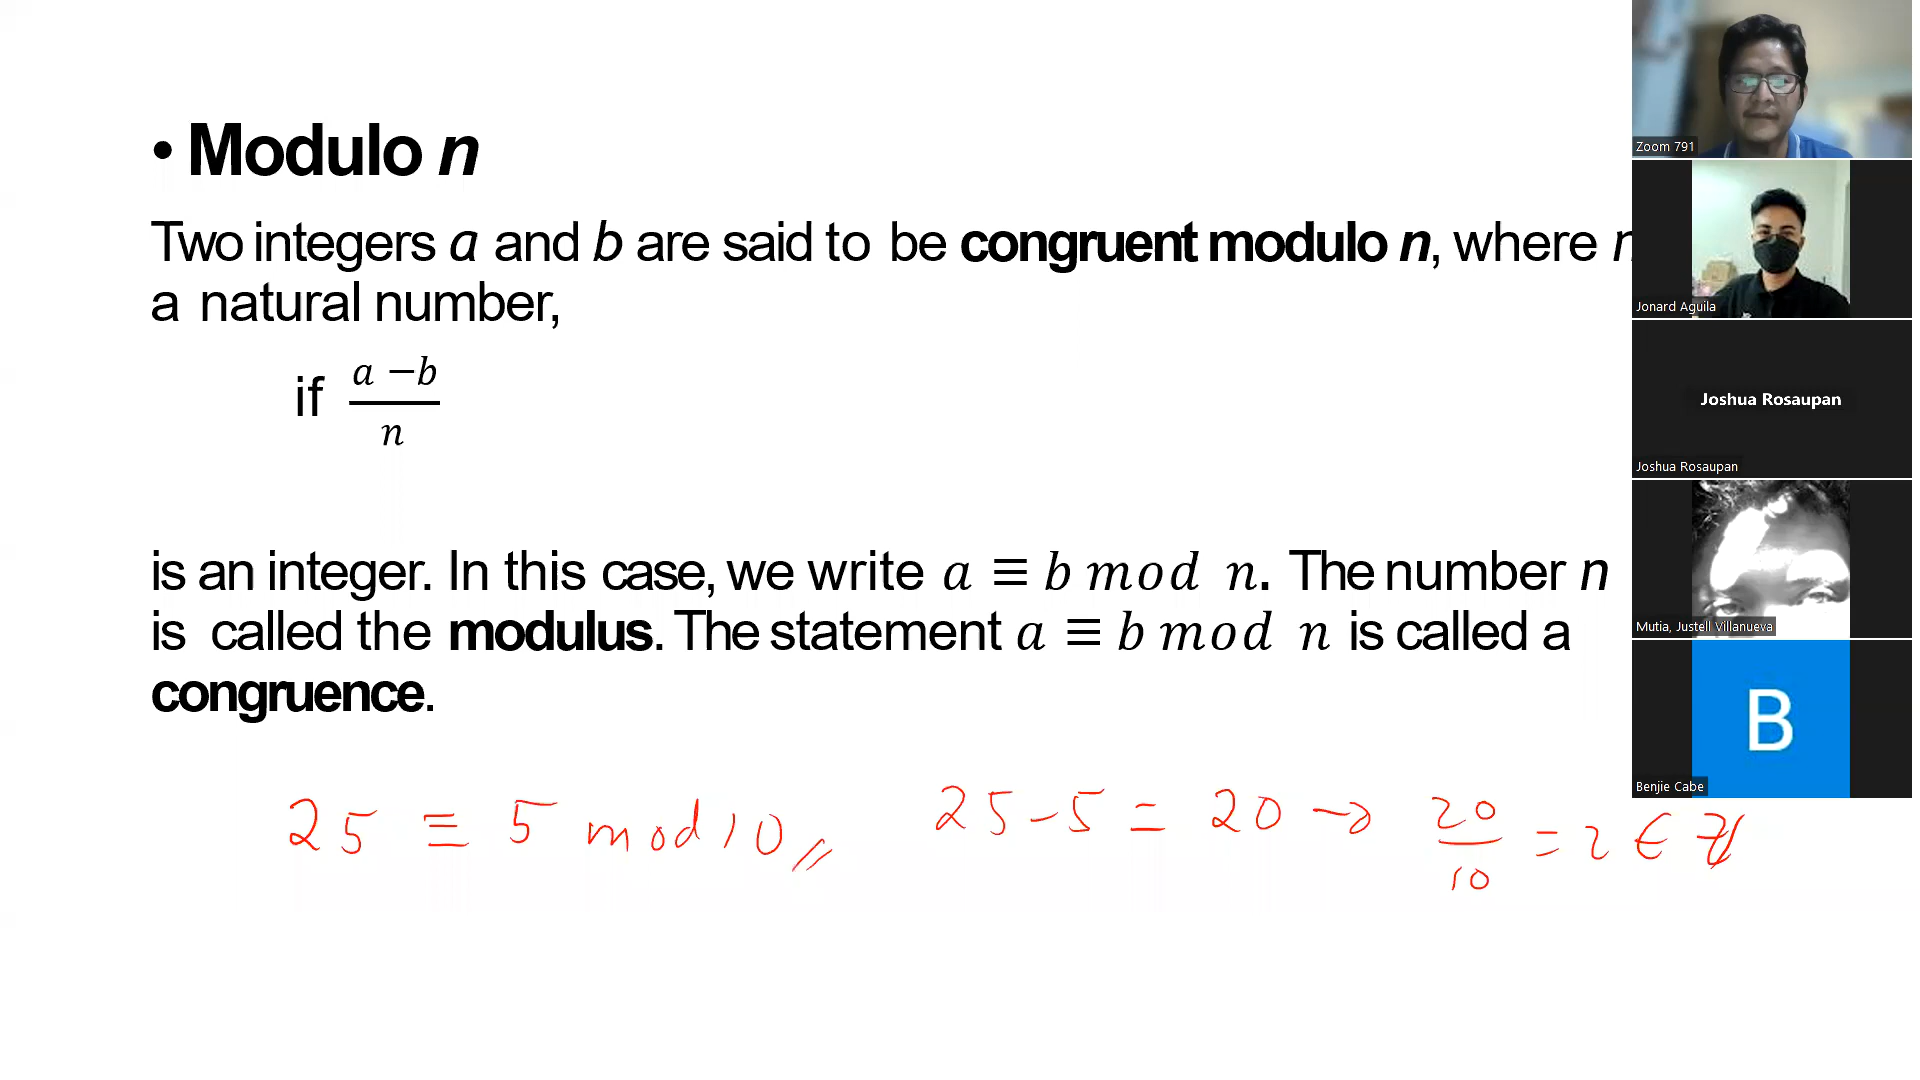 • Modulo n
Two integers a and b are said to be congruent modulo n, where n
a natural number,
if a − b / n
is an integer. In this case, we write a ≡ b mod n. The number n
is called the modulus. The statement a ≡ b mod n is called a
congruence.
25 ≡ 5 mod 10 25 - 5 = 20 → 20/10 = 2 ∈ ℤ
Zoom 791
Jonard Aguila
Joshua Rosaupan
Joshua Rosaupan
Mutia, Justell Villanueva
B
Benjie Cabe